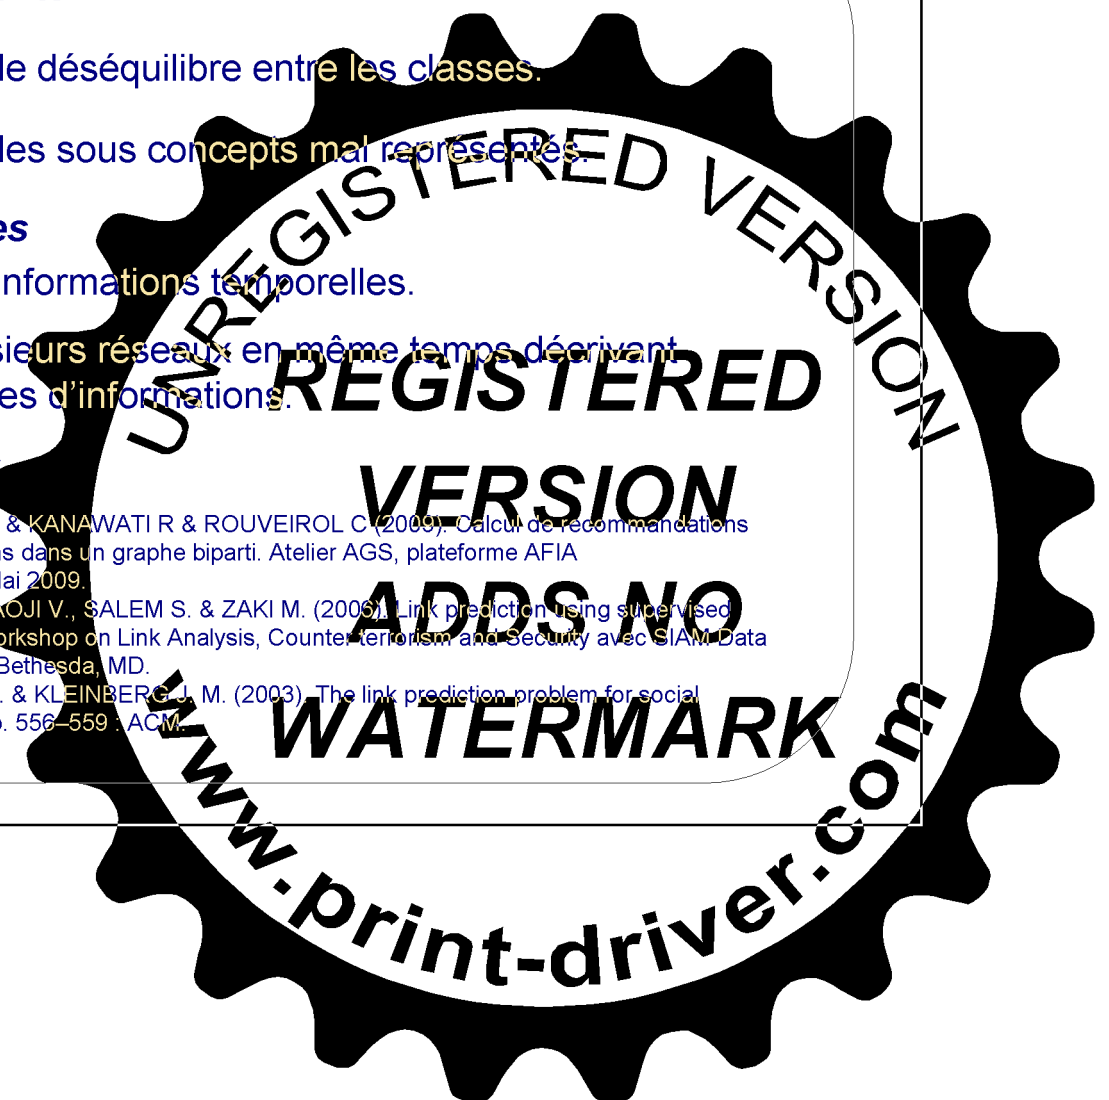 le déséquilibre entre les classes.
les sous concepts mal représentés.
es
nformations temporelles.
sieurs réseaux en même temps décrivant
es d'informations.
& KANAWATI R & ROUVEIROL C (2009). Calcul de recommandations
s dans un graphe biparti. Atelier AGS, plateforme AFIA
Mai 2009.
AOJI V., SALEM S. & ZAKI M. (2006). Link prediction using supervised
orkshop on Link Analysis, Counter terrorism and Security avec SIAM Data
Bethesda, MD.
. & KLEINBERG J. M. (2003). The link prediction problem for social
p. 556–559 : ACM.
UNREGISTERED VERSION
REGISTERED
VERSION
ADDS NO
WATERMARK
www.print-driver.com